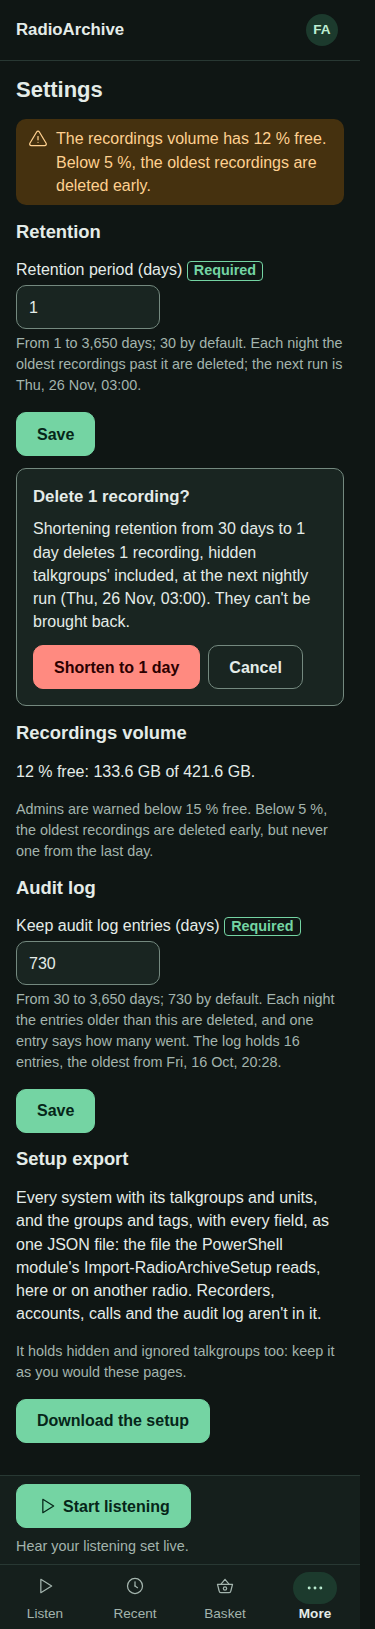 RadioArchive
FA
Settings
The recordings volume has 12 % free.
Below 5 %, the oldest recordings are
deleted early.
Retention
Retention period (days) Required
1
From 1 to 3,650 days; 30 by default. Each night the
oldest recordings past it are deleted; the next run is
Thu, 26 Nov, 03:00.
Save
Delete 1 recording?
Shortening retention from 30 days to 1
day deletes 1 recording, hidden
talkgroups' included, at the next nightly
run (Thu, 26 Nov, 03:00). They can't be
brought back.
Shorten to 1 day
Cancel
Recordings volume
12 % free: 133.6 GB of 421.6 GB.
Admins are warned below 15 % free. Below 5 %,
the oldest recordings are deleted early, but never
one from the last day.
Audit log
Keep audit log entries (days) Required
730
From 30 to 3,650 days; 730 by default. Each night
the entries older than this are deleted, and one
entry says how many went. The log holds 16
entries, the oldest from Fri, 16 Oct, 20:28.
Save
Setup export
Every system with its talkgroups and units,
and the groups and tags, with every field, as
one JSON file: the file the PowerShell
module's Import-RadioArchiveSetup reads,
here or on another radio. Recorders,
accounts, calls and the audit log aren't in it.
It holds hidden and ignored talkgroups too: keep it
as you would these pages.
Download the setup
Start listening
Hear your listening set live.
Listen
Recent
Basket
More